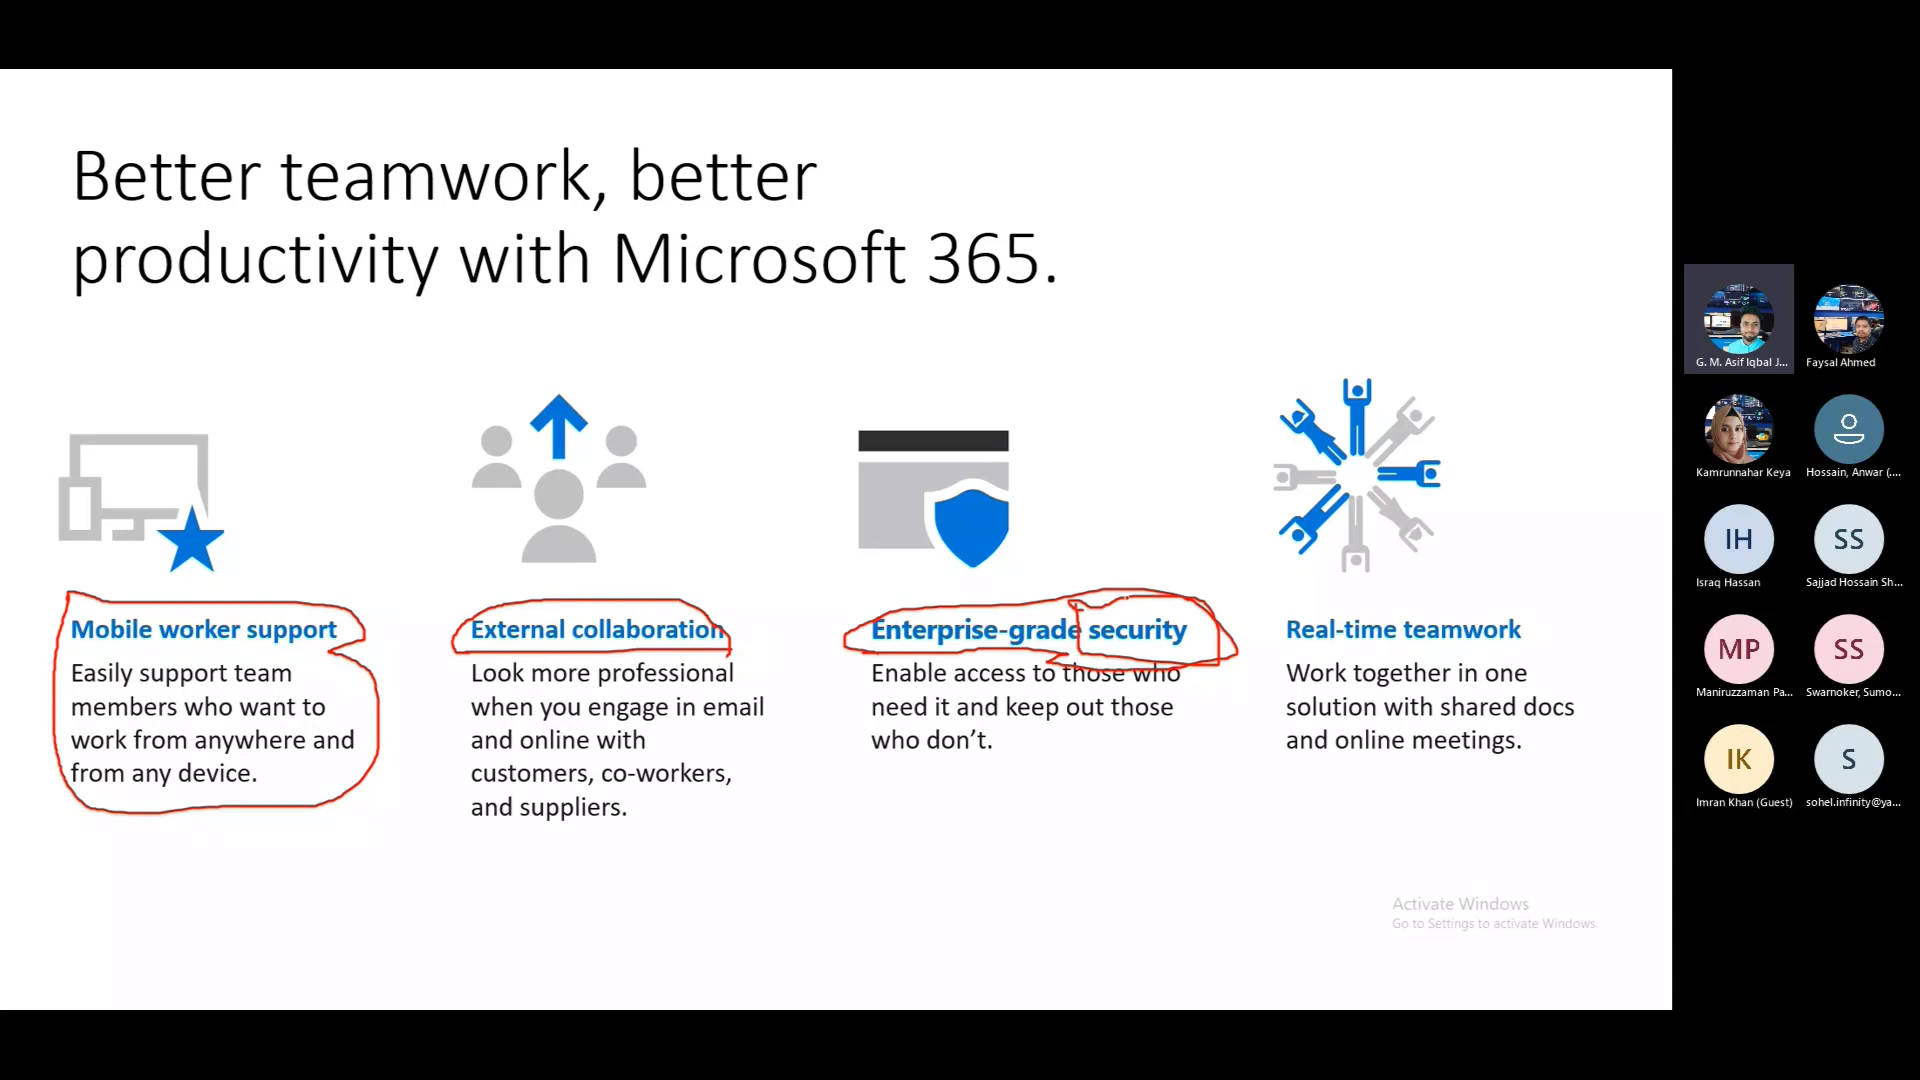 Better teamwork, better
productivity with Microsoft 365.
Mobile worker support
Easily support team
members who want to
work from anywhere and
from any device.
External collaboration
Look more professional
when you engage in email
and online with
customers, co-workers,
and suppliers.
Enterprise-grade security
Enable access to those who
need it and keep out those
who don’t.
Real-time teamwork
Work together in one
solution with shared docs
and online meetings.
Activate Windows
Go to Settings to activate Windows.
G. M. Asif Iqbal J...
Faysal Ahmed
Kamrunnahar Keya
Hossain, Anwar (....
IH
Israq Hassan
SS
Sajjad Hossain Sh...
MP
Maniruzzaman Pa...
SS
Swarnoker, Sumo...
IK
Imran Khan (Guest)
S
sohel.infinity@ya...